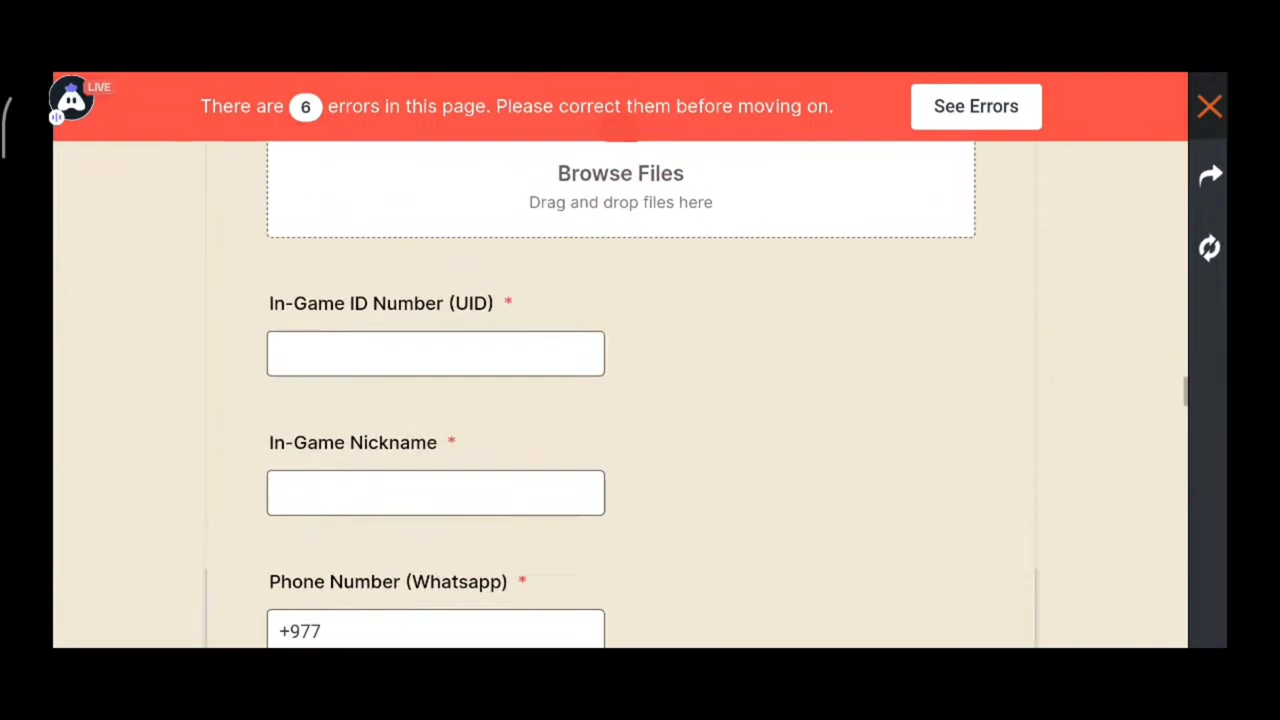 LIVE
There are 6 errors in this page. Please correct them before moving on.
See Errors
Browse Files
Drag and drop files here
In-Game ID Number (UID) *
In-Game Nickname *
Phone Number (Whatsapp) *
+977